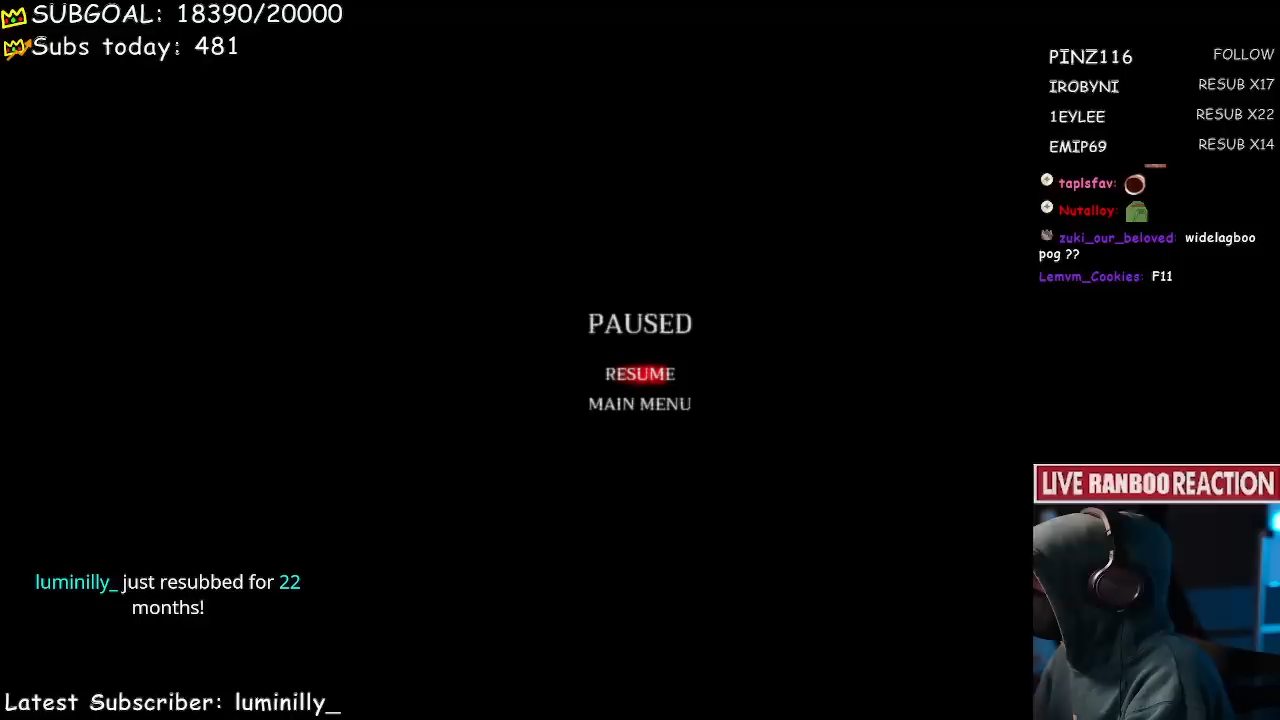 SUBGOAL: 18390/20000
Subs today: 481
PINZ116 FOLLOW
IROBYNI RESUB X17
1EYLEE RESUB X22
EMIP69 RESUB X14
taplsfav:
Nutalloy:
zuki_our_beloved: widelagboo
pog ??
Lemvm_Cookies: F11
PAUSED
RESUME
MAIN MENU
LIVE RANBOO REACTION
luminilly_ just resubbed for 22
months!
Latest Subscriber: luminilly_